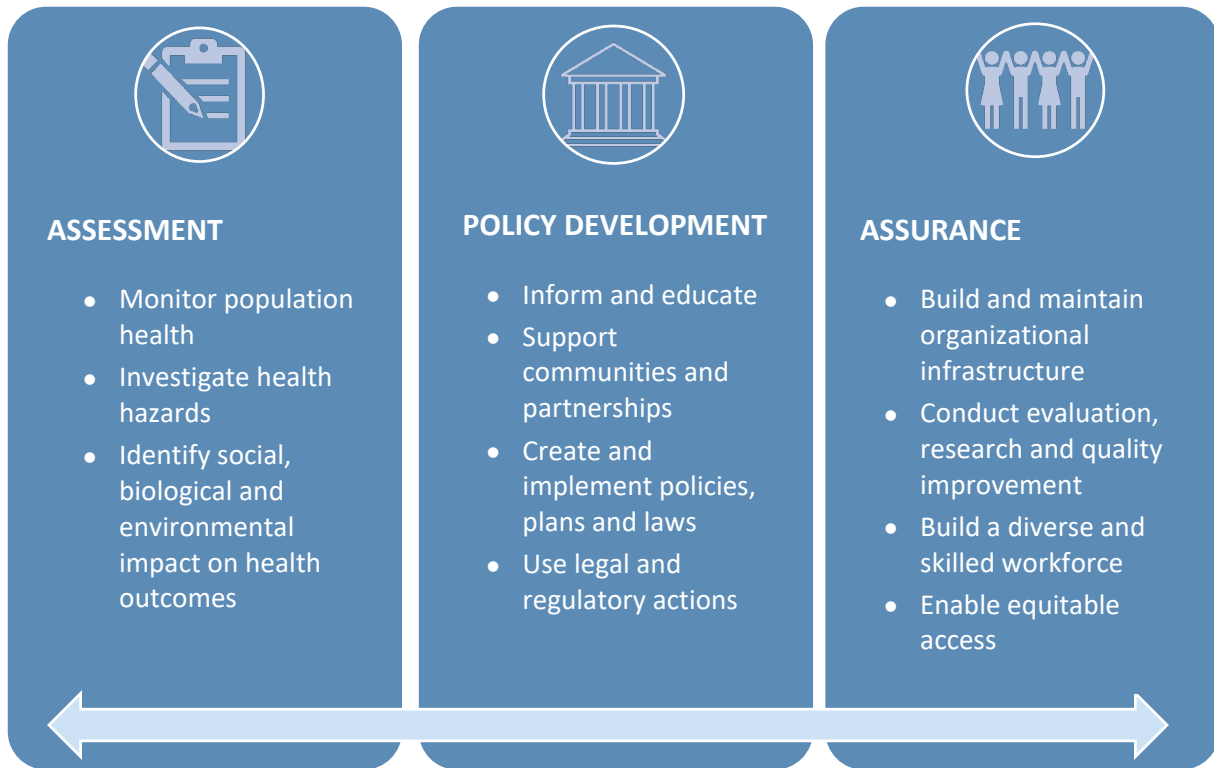 ASSESSMENT
● Monitor population
health
● Investigate health
hazards
● Identify social,
biological and
environmental
impact on health
outcomes
POLICY DEVELOPMENT
● Inform and educate
● Support
communities and
partnerships
● Create and
implement policies,
plans and laws
● Use legal and
regulatory actions
ASSURANCE
● Build and maintain
organizational
infrastructure
● Conduct evaluation,
research and quality
improvement
● Build a diverse and
skilled workforce
● Enable equitable
access